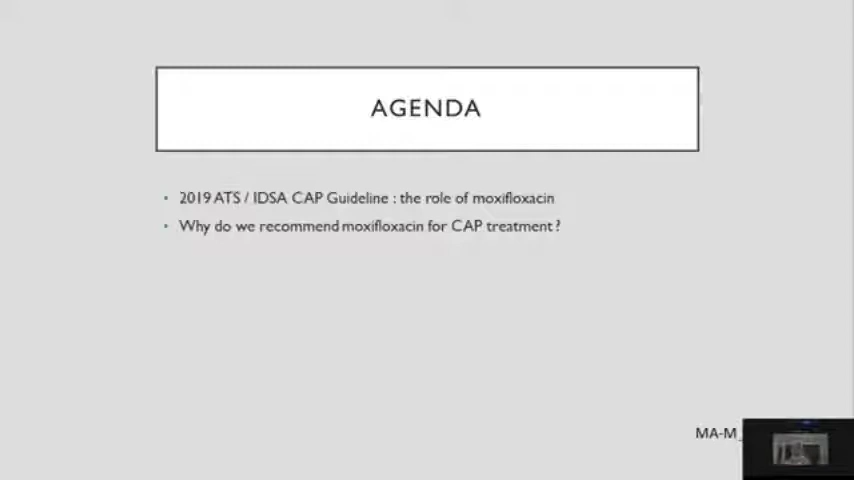 AGENDA
• 2019 ATS / IDSA CAP Guideline : the role of moxifloxacin
• Why do we recommend moxifloxacin for CAP treatment ?
MA-M_